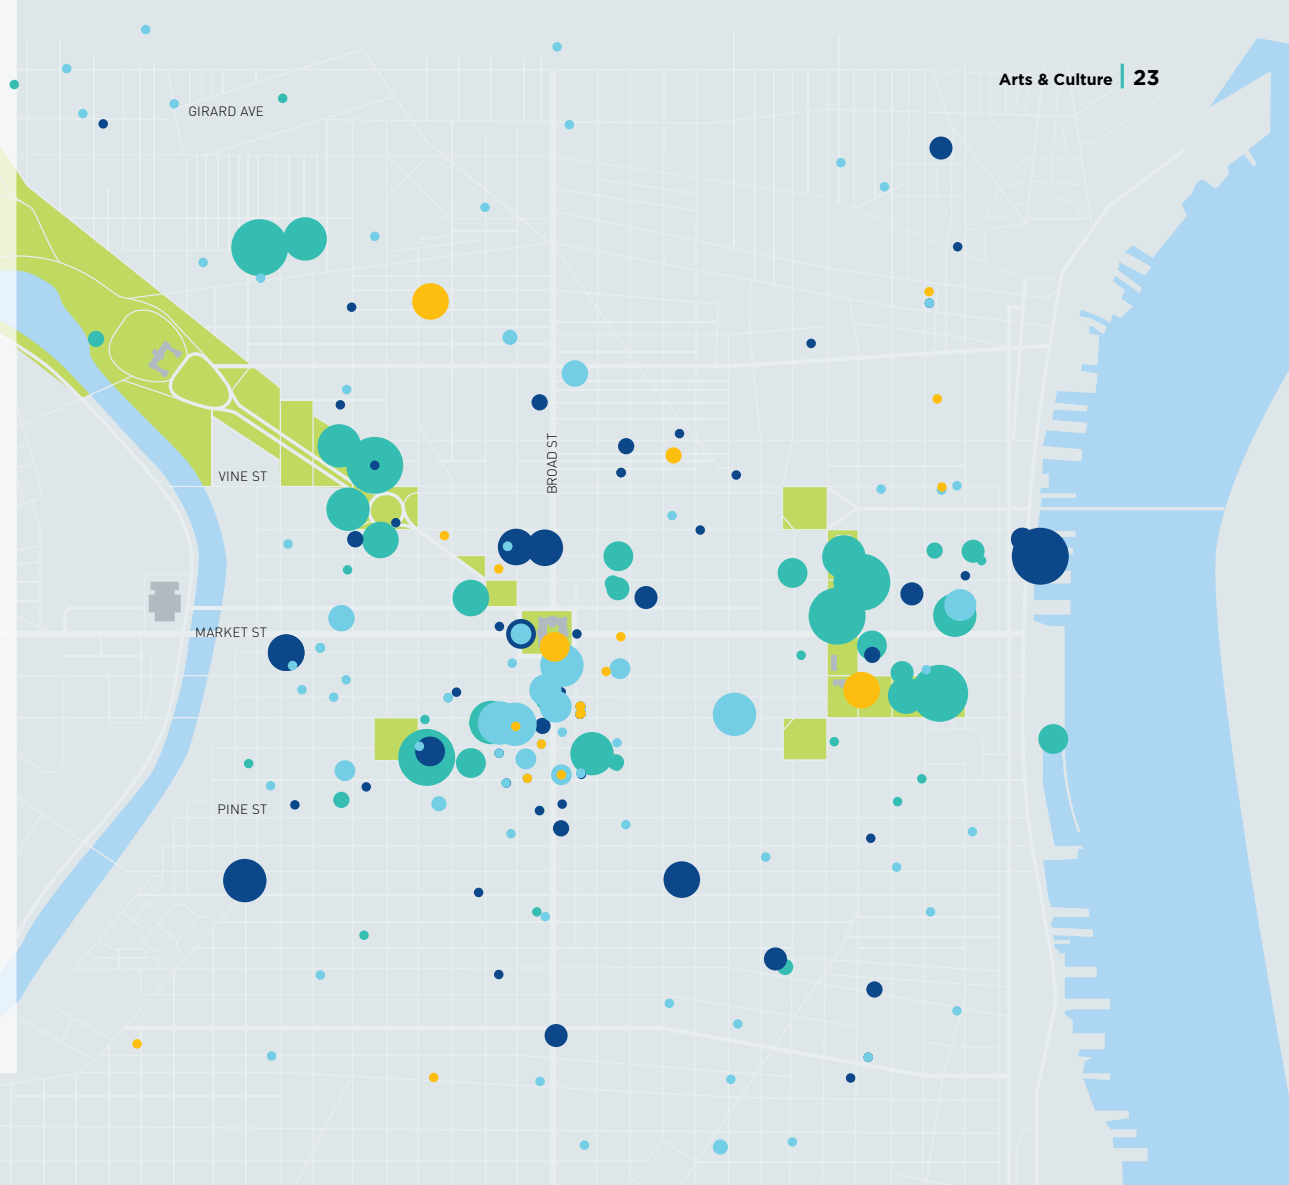 Arts & Culture | 23
GIRARD AVE
BROAD ST
VINE ST
MARKET ST
PINE ST